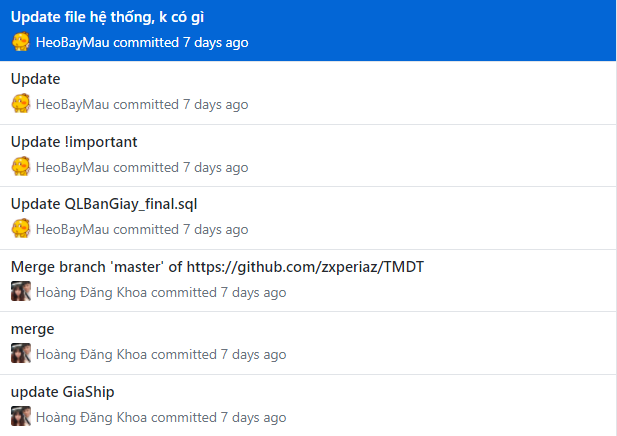 Update file hệ thống, k có gì
HeoBayMau committed 7 days ago
Update
HeoBayMau committed 7 days ago
Update !important
HeoBayMau committed 7 days ago
Update QLBanGiay_final.sql
HeoBayMau committed 7 days ago
Merge branch 'master' of https://github.com/zxperiaz/TMDT
Hoàng Đăng Khoa committed 7 days ago
merge
Hoàng Đăng Khoa committed 7 days ago
update GiaShip
Hoàng Đăng Khoa committed 7 days ago